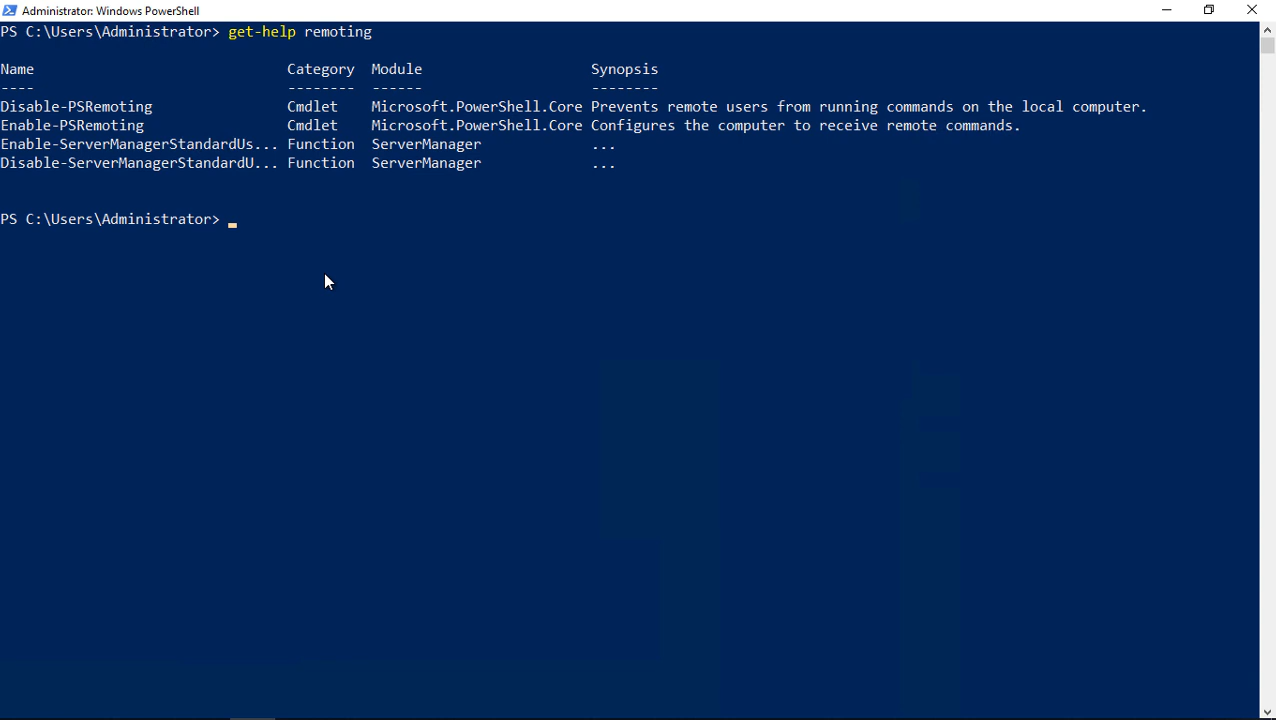 Administrator: Windows PowerShell
PS C:\Users\Administrator> get-help remoting
Name Category Module Synopsis
---- -------- ------ --------
Disable-PSRemoting Cmdlet Microsoft.PowerShell.Core Prevents remote users from running commands on the local computer.
Enable-PSRemoting Cmdlet Microsoft.PowerShell.Core Configures the computer to receive remote commands.
Enable-ServerManagerStandardUs... Function ServerManager ...
Disable-ServerManagerStandardU... Function ServerManager ...
PS C:\Users\Administrator>